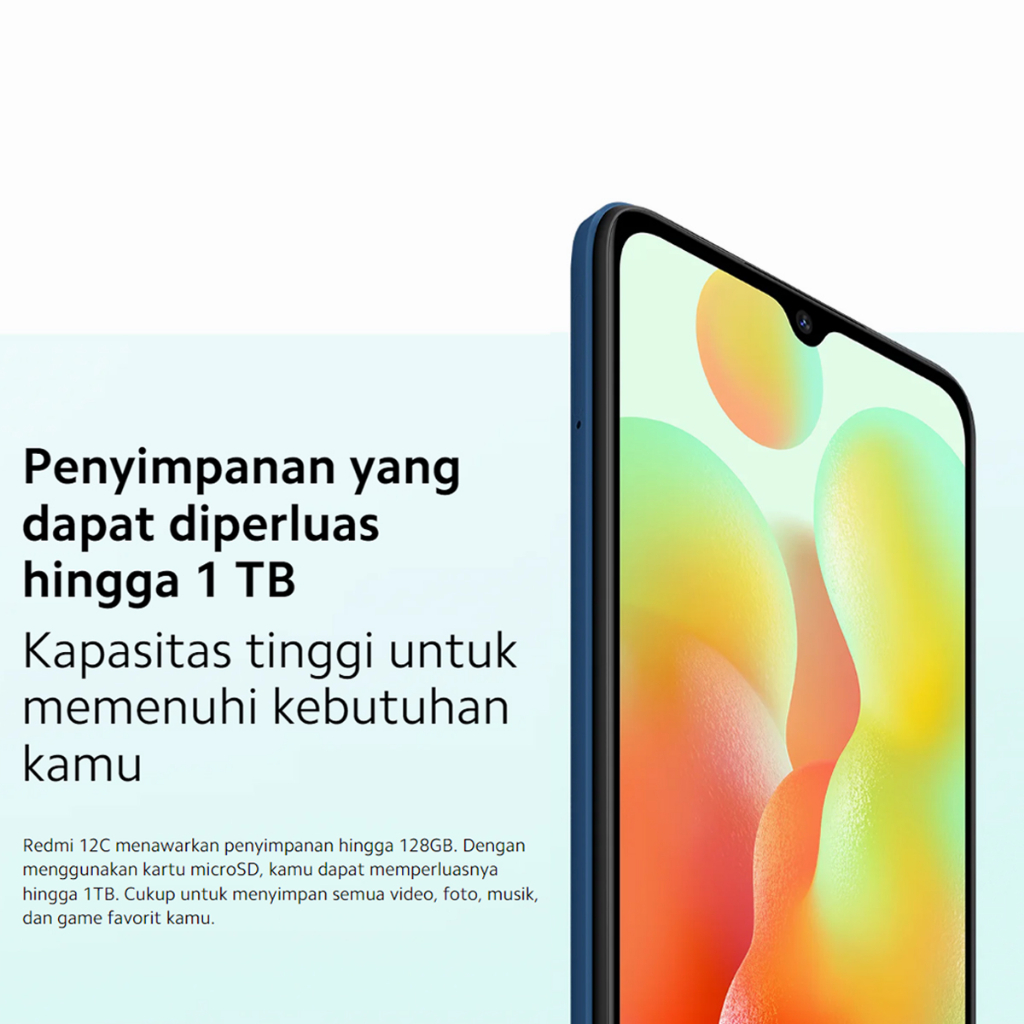 Penyimpanan yang
dapat diperluas
hingga 1 TB
Kapasitas tinggi untuk
memenuhi kebutuhan
kamu
Redmi 12C menawarkan penyimpanan hingga 128GB. Dengan
menggunakan kartu microSD, kamu dapat memperluasnya
hingga 1TB. Cukup untuk menyimpan semua video, foto, musik,
dan game favorit kamu.